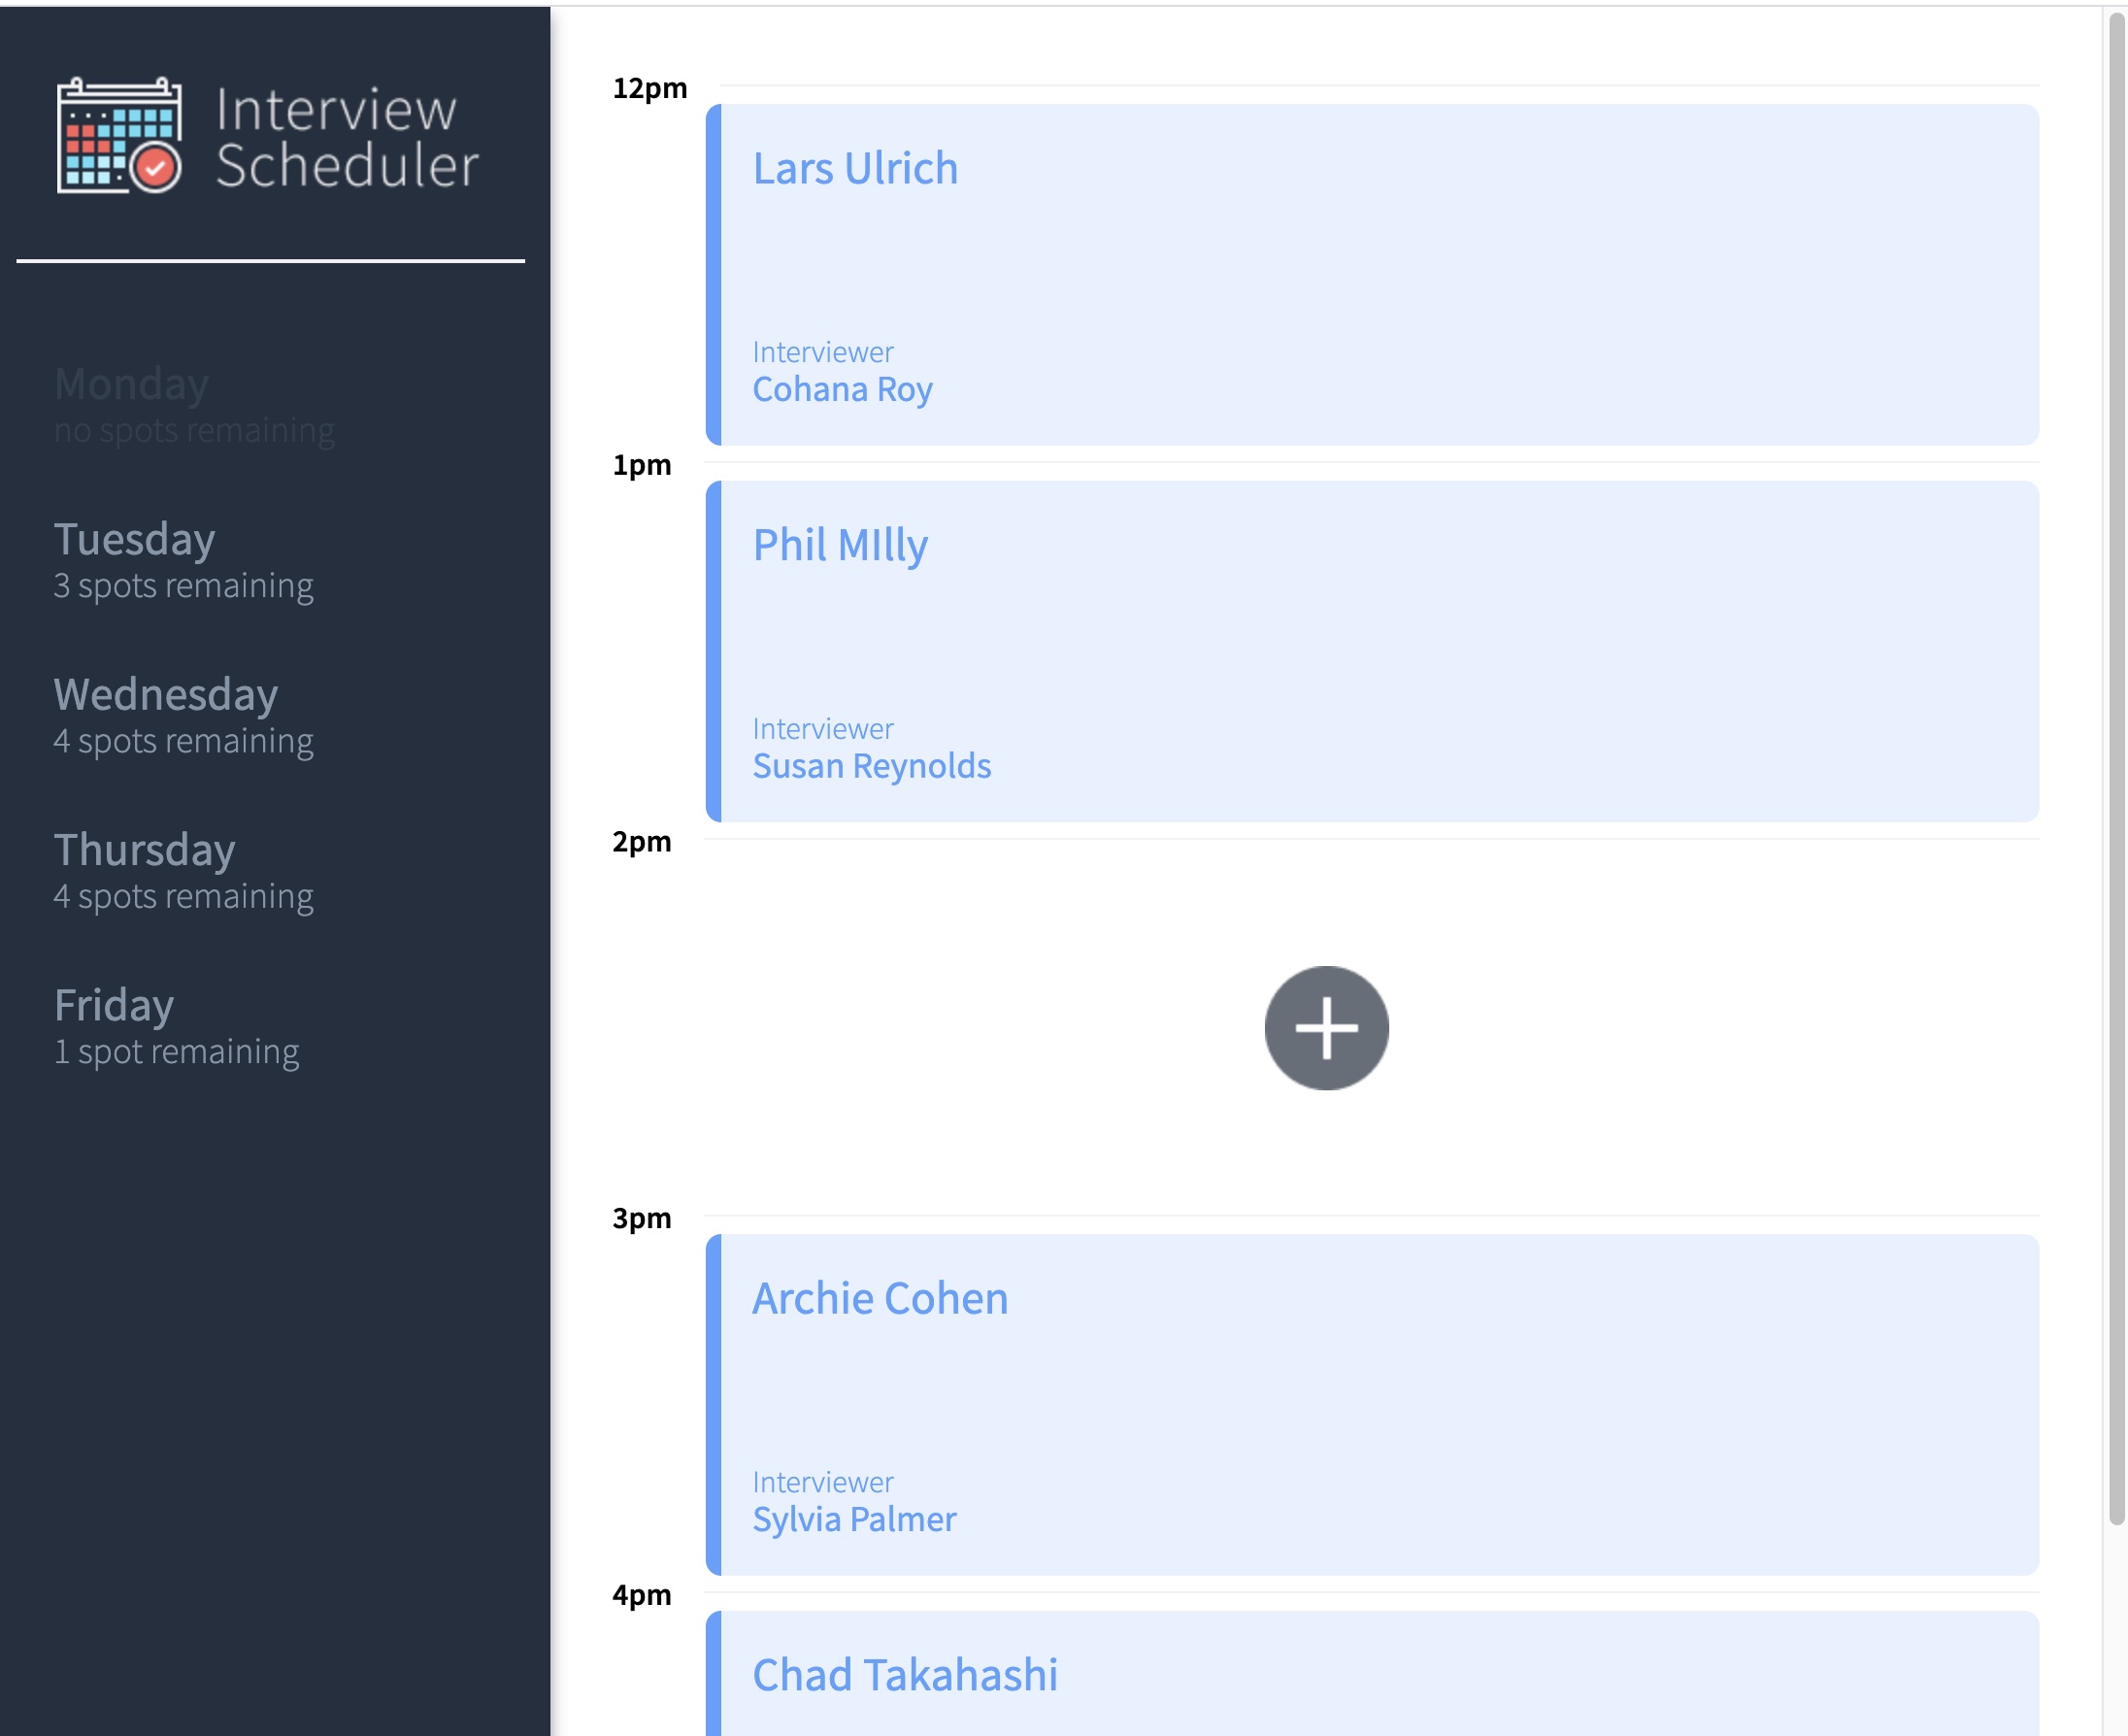 Interview
Scheduler
Monday
no spots remaining
Tuesday
3 spots remaining
Wednesday
4 spots remaining
Thursday
4 spots remaining
Friday
1 spot remaining
12pm
Lars Ulrich
Interviewer
Cohana Roy
1pm
Phil MIlly
Interviewer
Susan Reynolds
2pm
3pm
Archie Cohen
Interviewer
Sylvia Palmer
4pm
Chad Takahashi